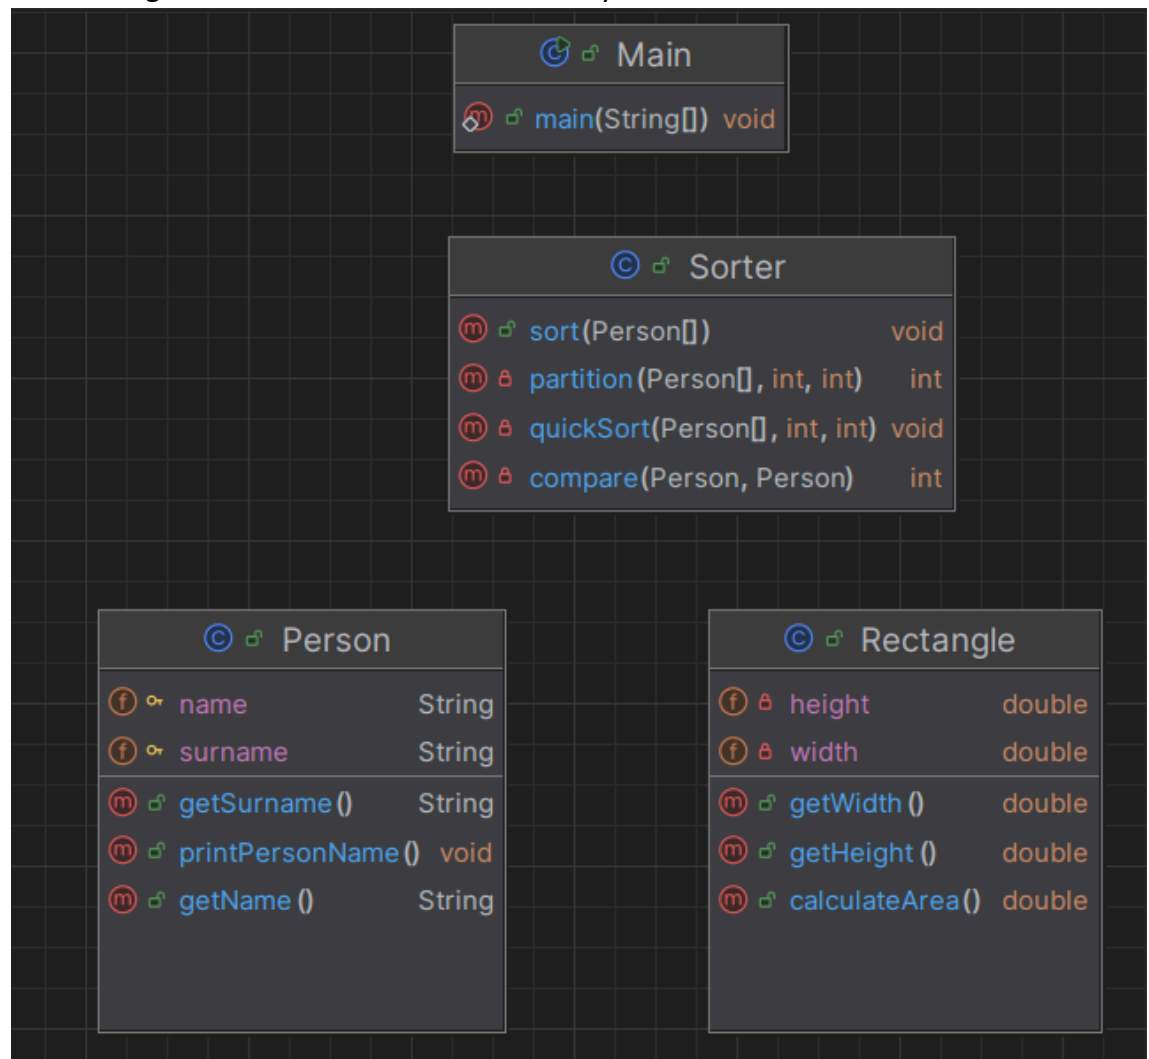 Main
main(String[]) void
Sorter
sort(Person[]) void
partition(Person[], int, int) int
quickSort(Person[], int, int) void
compare(Person, Person) int
Person
name String
surname String
getSurname() String
printPersonName() void
getName() String
Rectangle
height double
width double
getWidth() double
getHeight() double
calculateArea() double